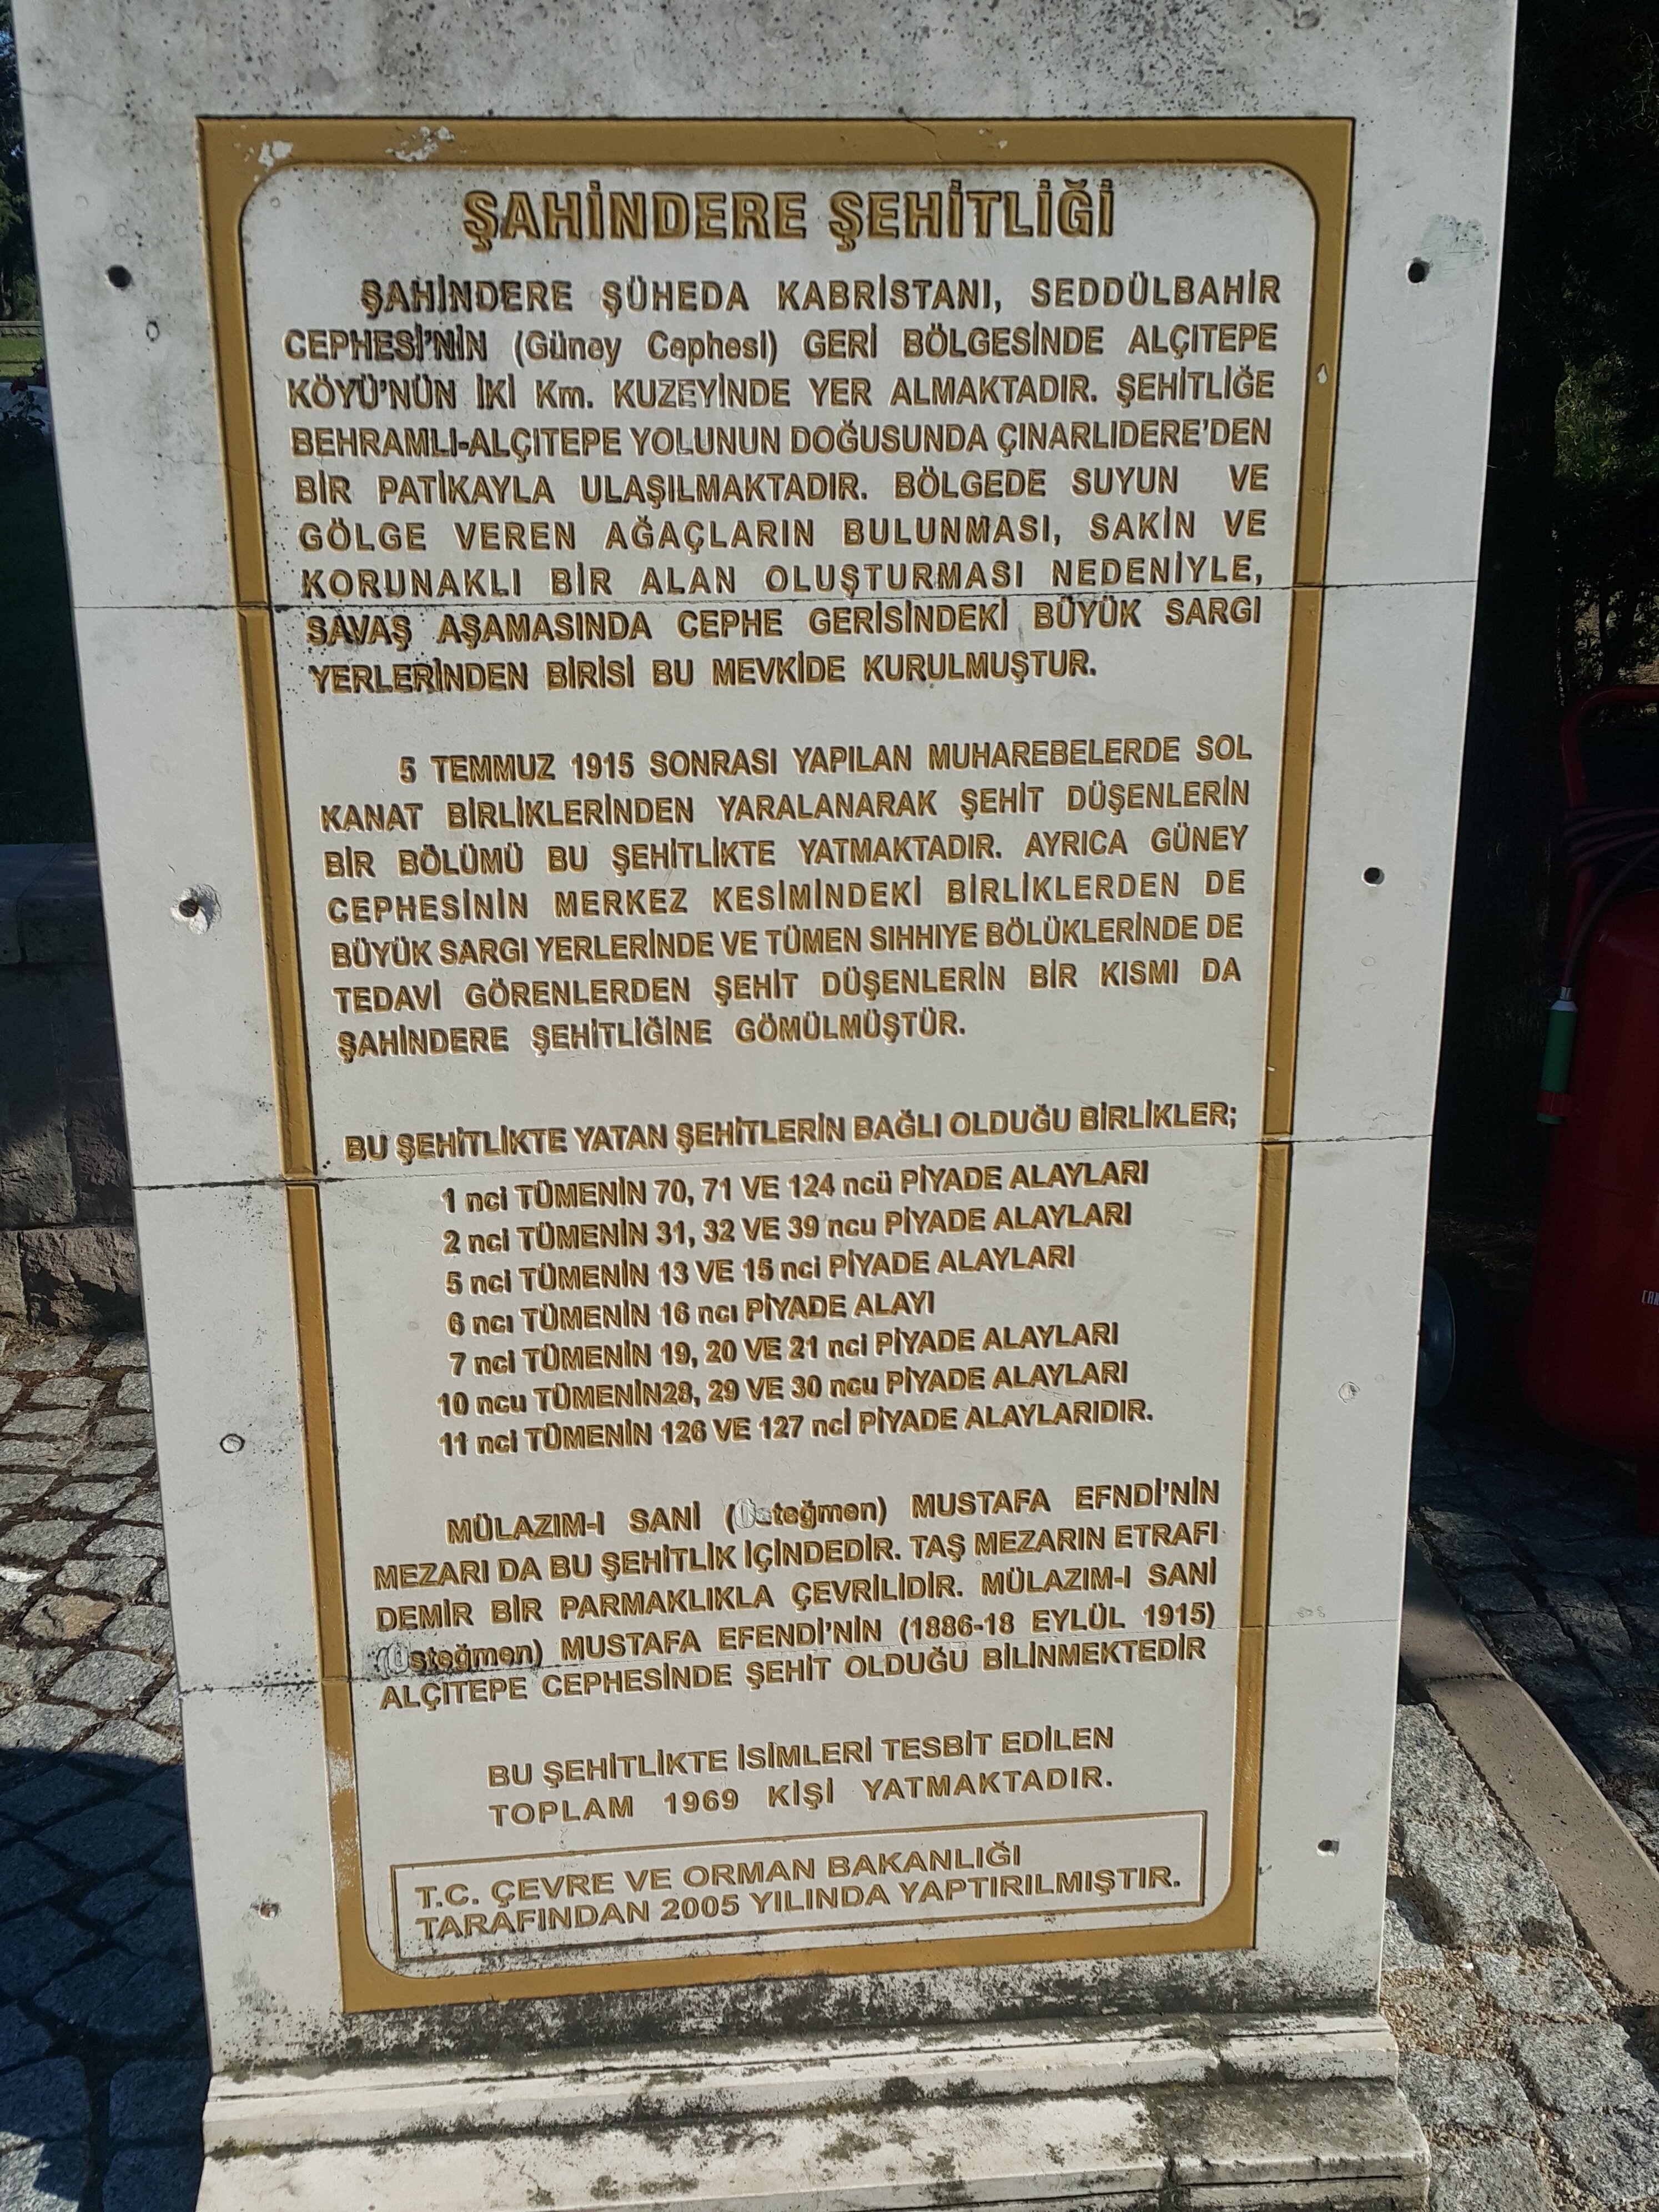 ŞAHİNDERE ŞEHİTLİĞİ
ŞAHİNDERE ŞÜHEDA KABRİSTANI, SEDDÜLBAHİR
CEPHESİ'NİN (Güney Cephesi) GERİ BÖLGESİNDE ALÇITEPE
KÖYÜ'NÜN İKİ Km. KUZEYİNDE YER ALMAKTADIR. ŞEHİTLİĞE
BEHRAMLI-ALÇITEPE YOLUNUN DOĞUSUNDA ÇINARLIDERE'DEN
BİR PATİKAYLA ULAŞILMAKTADIR. BÖLGEDE SUYUN VE
GÖLGE VEREN AĞAÇLARIN BULUNMASI, SAKİN VE
KORUNAKLI BİR ALAN OLUŞTURMASI NEDENİYLE,
SAVAŞ AŞAMASINDA CEPHE GERİSİNDEKİ BÜYÜK SARGI
YERLERİNDEN BİRİSİ BU MEVKİDE KURULMUŞTUR.
5 TEMMUZ 1915 SONRASI YAPILAN MUHAREBELERDE SOL
KANAT BİRLİKLERİNDEN YARALANARAK ŞEHİT DÜŞENLERİN
BİR BÖLÜMÜ BU ŞEHİTLİKTE YATMAKTADIR. AYRICA GÜNEY
CEPHESİNİN MERKEZ KESİMİNDEKİ BİRLİKLERDEN DE
BÜYÜK SARGI YERLERİNDE VE TÜMEN SIHHIYE BÖLÜKLERİNDE DE
TEDAVİ GÖRENLERDEN ŞEHİT DÜŞENLERİN BİR KISMI DA
ŞAHİNDERE ŞEHİTLİĞİNE GÖMÜLMÜŞTÜR.
BU ŞEHİTLİKTE YATAN ŞEHİTLERİN BAĞLI OLDUĞU BİRLİKLER;
1 nci TÜMENİN 70, 71 VE 124 ncü PİYADE ALAYLARI
2 nci TÜMENİN 31, 32 VE 39 ncu PİYADE ALAYLARI
5 nci TÜMENİN 13 VE 15 nci PİYADE ALAYLARI
6 ncı TÜMENİN 16 ncı PİYADE ALAYI
7 nci TÜMENİN 19, 20 VE 21 nci PİYADE ALAYLARI
10 ncu TÜMENİN28, 29 VE 30 ncu PİYADE ALAYLARI
11 nci TÜMENİN 126 VE 127 nci PİYADE ALAYLARIDIR.
MÜLAZIM-I SANİ (Üsteğmen) MUSTAFA EFNDİ'NİN
MEZARI DA BU ŞEHİTLİK İÇİNDEDİR. TAŞ MEZARIN ETRAFI
DEMİR BİR PARMAKLIKLA ÇEVRİLİDİR. MÜLAZIM-I SANİ
(Üsteğmen) MUSTAFA EFENDİ'NİN (1886-18 EYLÜL 1915)
ALÇITEPE CEPHESİNDE ŞEHİT OLDUĞU BİLİNMEKTEDİR
BU ŞEHİTLİKTE İSİMLERİ TESBİT EDİLEN
TOPLAM 1969 KİŞİ YATMAKTADIR.
T.C. ÇEVRE VE ORMAN BAKANLIĞI
TARAFINDAN 2005 YILINDA YAPTIRILMIŞTIR.